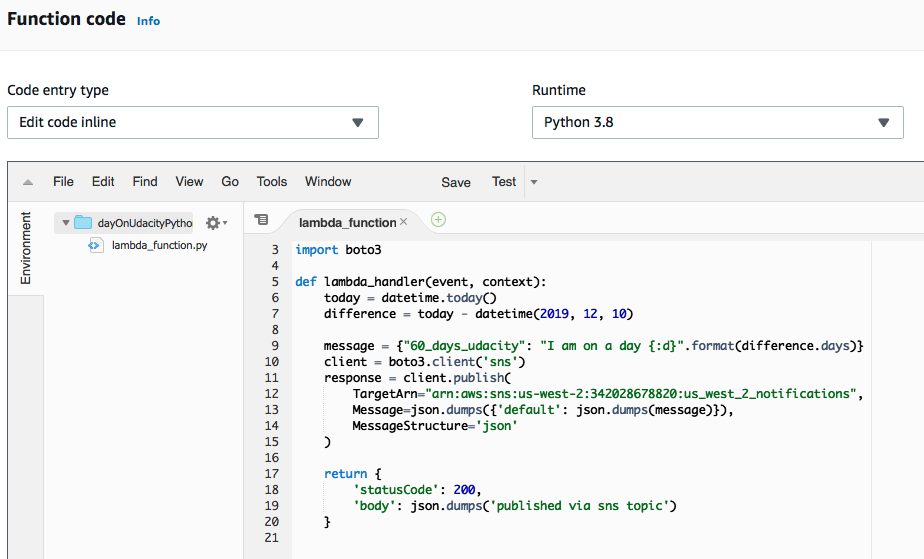 Function code Info
Code entry type Runtime
Edit code inline Python 3.8
File Edit Find View Go Tools Window Save Test
Environment
dayOnUdacityPytho
lambda_function.py
lambda_function
3 import boto3
4
5 def lambda_handler(event, context):
6     today = datetime.today()
7     difference = today - datetime(2019, 12, 10)
8
9     message = {"60_days_udacity": "I am on a day {:d}".format(difference.days)}
10     client = boto3.client('sns')
11     response = client.publish(
12         TargetArn="arn:aws:sns:us-west-2:342028678820:us_west_2_notifications",
13         Message=json.dumps({'default': json.dumps(message)}),
14         MessageStructure='json'
15     )
16
17     return {
18         'statusCode': 200,
19         'body': json.dumps('published via sns topic')
20     }
21